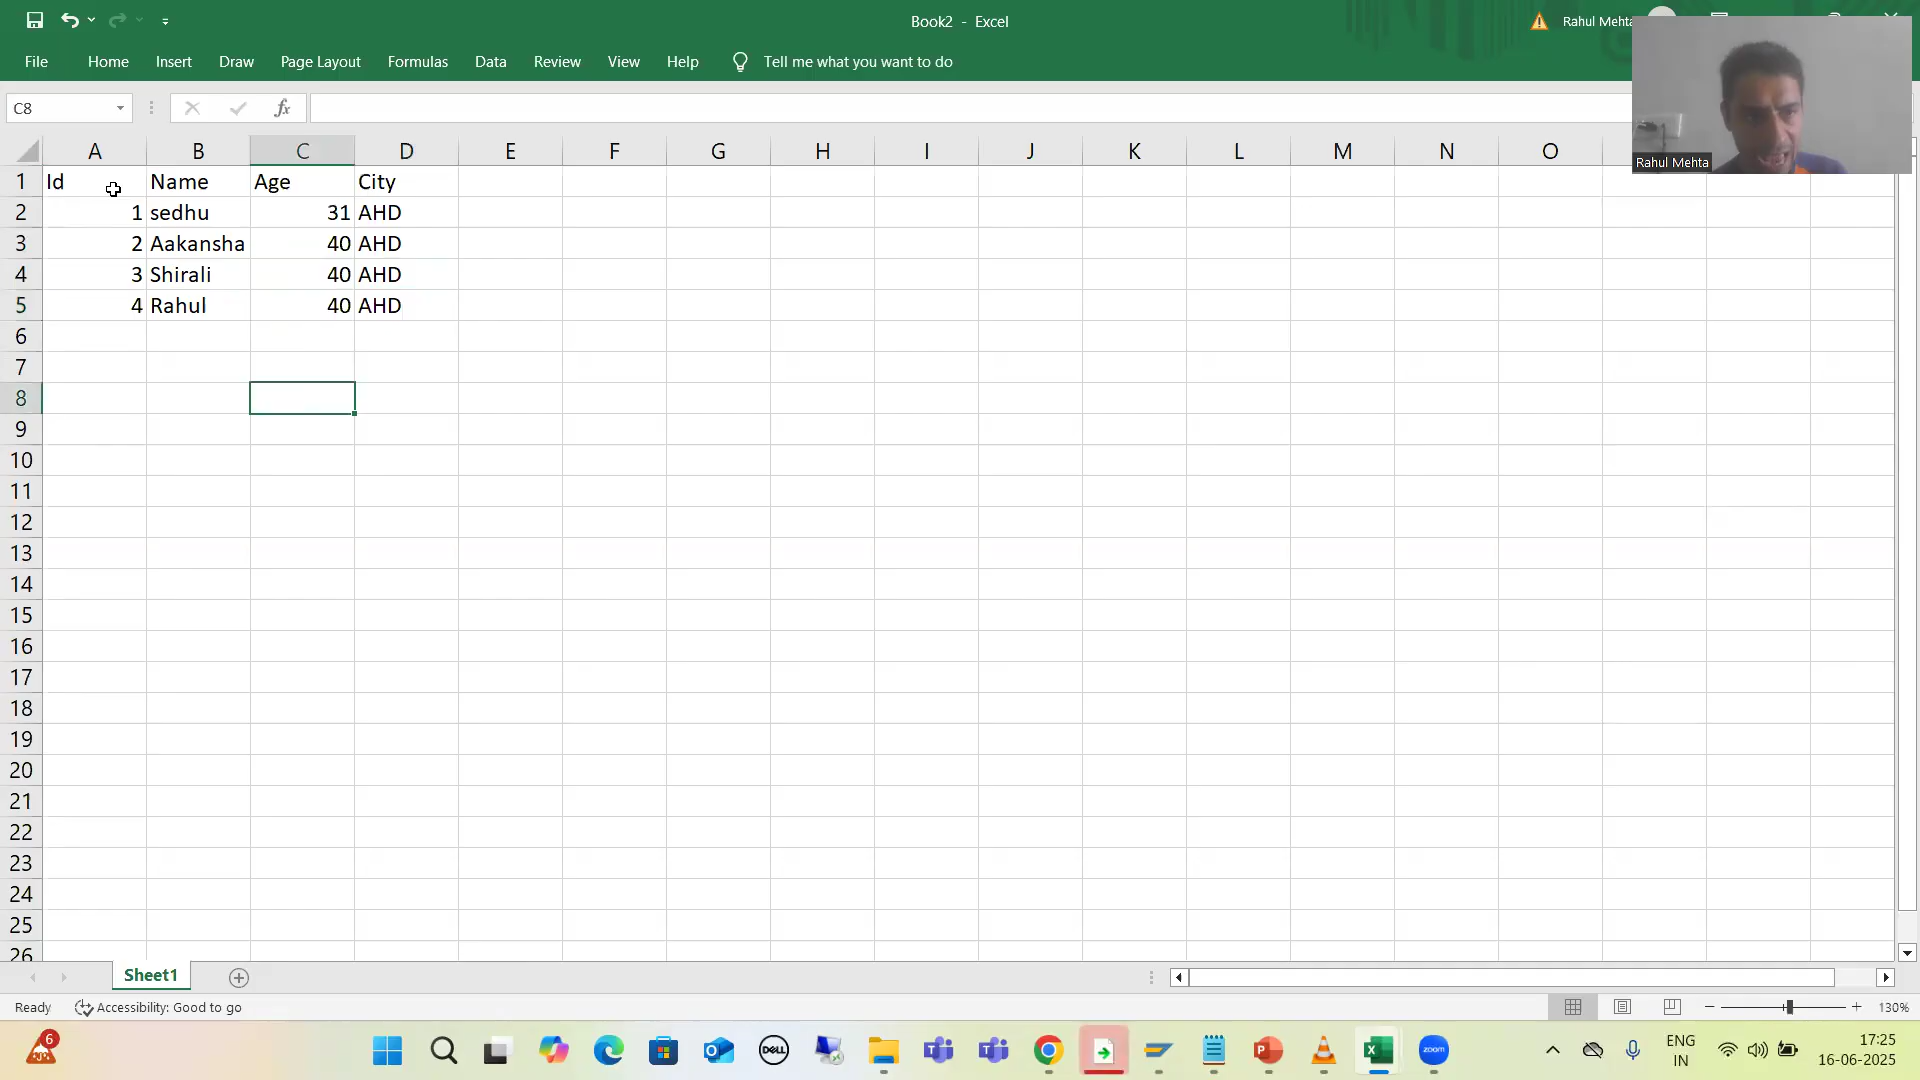 Book2 - Excel
Rahul Mehta
File Home Insert Draw Page Layout Formulas Data Review View Help Tell me what you want to do
C8
fx
Rahul Mehta
A B C D E F G H I J K L M N O
1 Id Name Age City
2 1 sedhu 31 AHD
3 2 Aakansha 40 AHD
4 3 Shirali 40 AHD
5 4 Rahul 40 AHD
6
7
8
9
10
11
12
13
14
15
16
17
18
19
20
21
22
23
24
25
26
Sheet1
Ready Accessibility: Good to go 130%
6
DELL
zoom
ENG
IN
17:25
16-06-2025